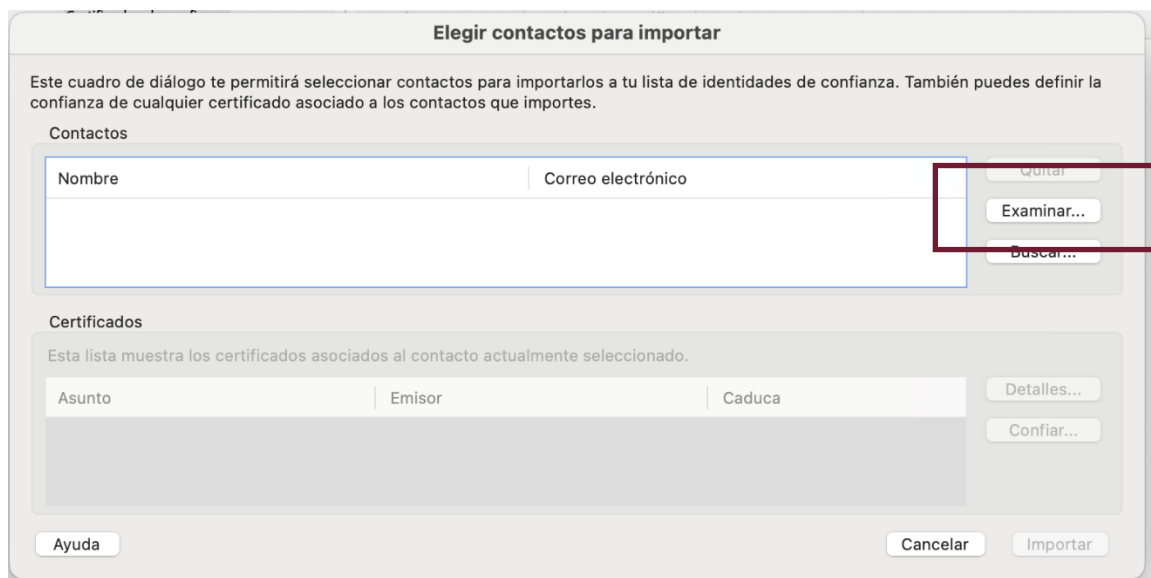 Elegir contactos para importar
Este cuadro de diálogo te permitirá seleccionar contactos para importarlos a tu lista de identidades de confianza. También puedes definir la
confianza de cualquier certificado asociado a los contactos que importes.
Contactos
Nombre Correo electrónico
Quitar
Examinar...
Buscar...
Certificados
Esta lista muestra los certificados asociados al contacto actualmente seleccionado.
Asunto Emisor Caduca
Detalles...
Confiar...
Ayuda Cancelar Importar